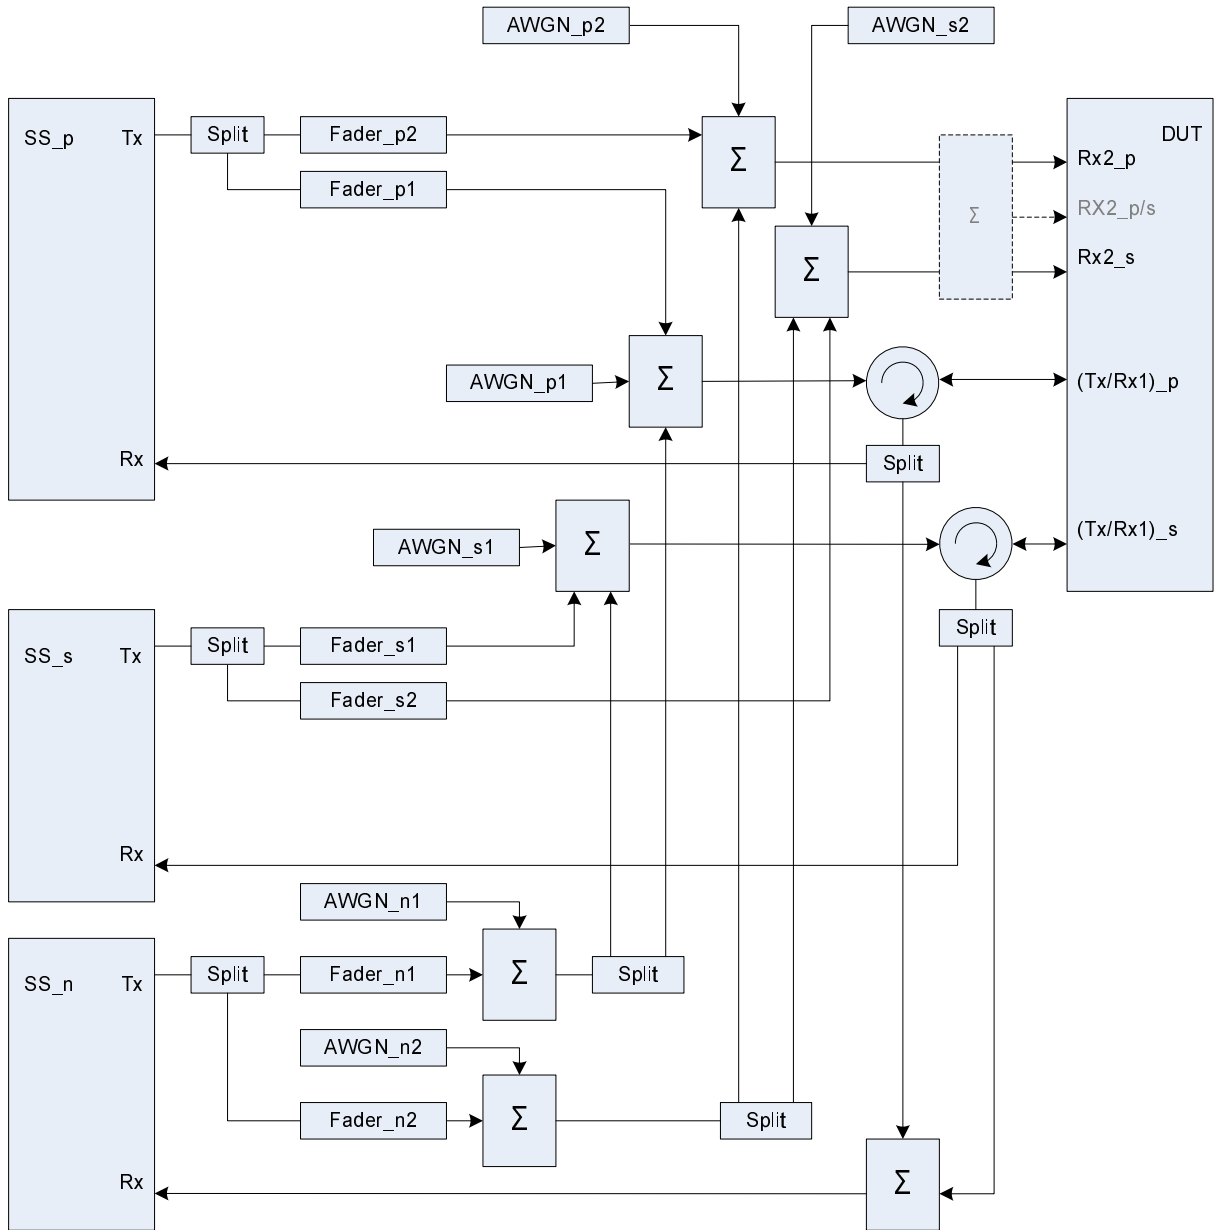 AWGN_p2
AWGN_s2
SS_p
Tx
Split
Fader_p2
Σ
DUT
Rx2_p
Fader_p1
Σ
RX2_p/s
Σ
Rx2_s
AWGN_p1
Σ
(Tx/Rx1)_p
Rx
Split
AWGN_s1
Σ
(Tx/Rx1)_s
Split
SS_s
Tx
Split
Fader_s1
Fader_s2
Rx
AWGN_n1
SS_n
Tx
Split
Fader_n1
Σ
Split
AWGN_n2
Fader_n2
Σ
Split
Rx
Σ